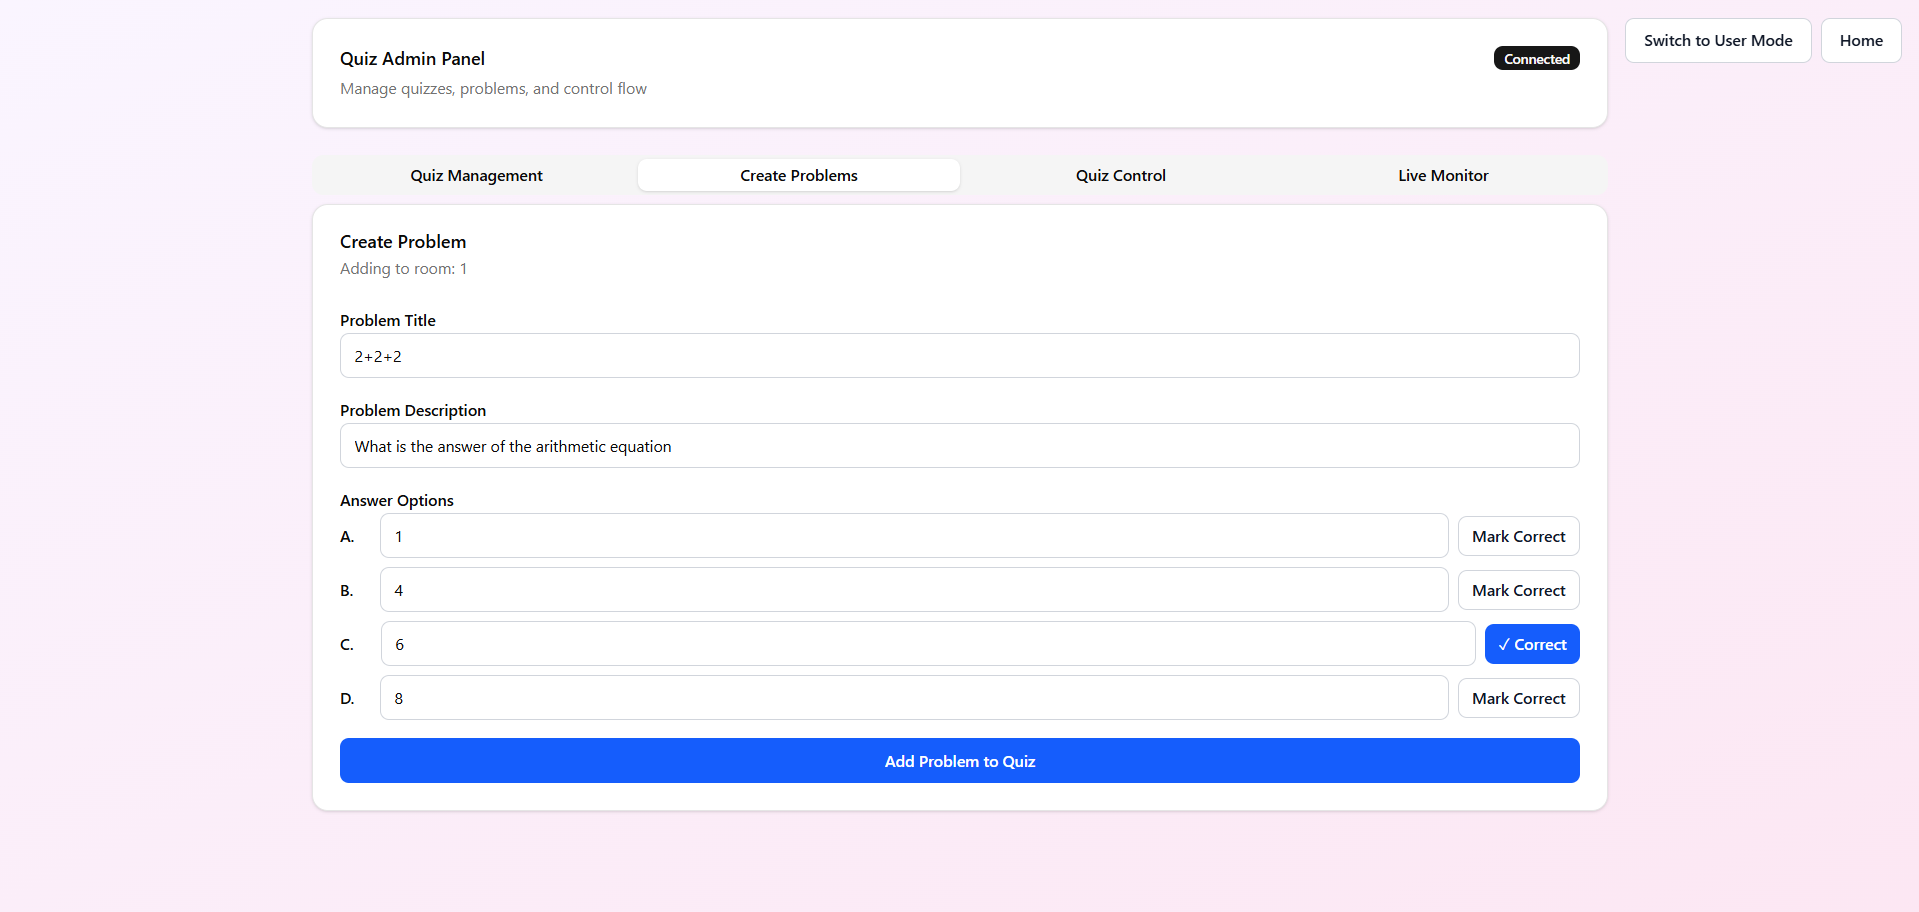 Quiz Admin Panel
Connected
Switch to User Mode
Home
Manage quizzes, problems, and control flow
Quiz Management
Create Problems
Quiz Control
Live Monitor
Create Problem
Adding to room: 1
Problem Title
2+2+2
Problem Description
What is the answer of the arithmetic equation
Answer Options
A. 1 Mark Correct
B. 4 Mark Correct
C. 6 ✓ Correct
D. 8 Mark Correct
Add Problem to Quiz